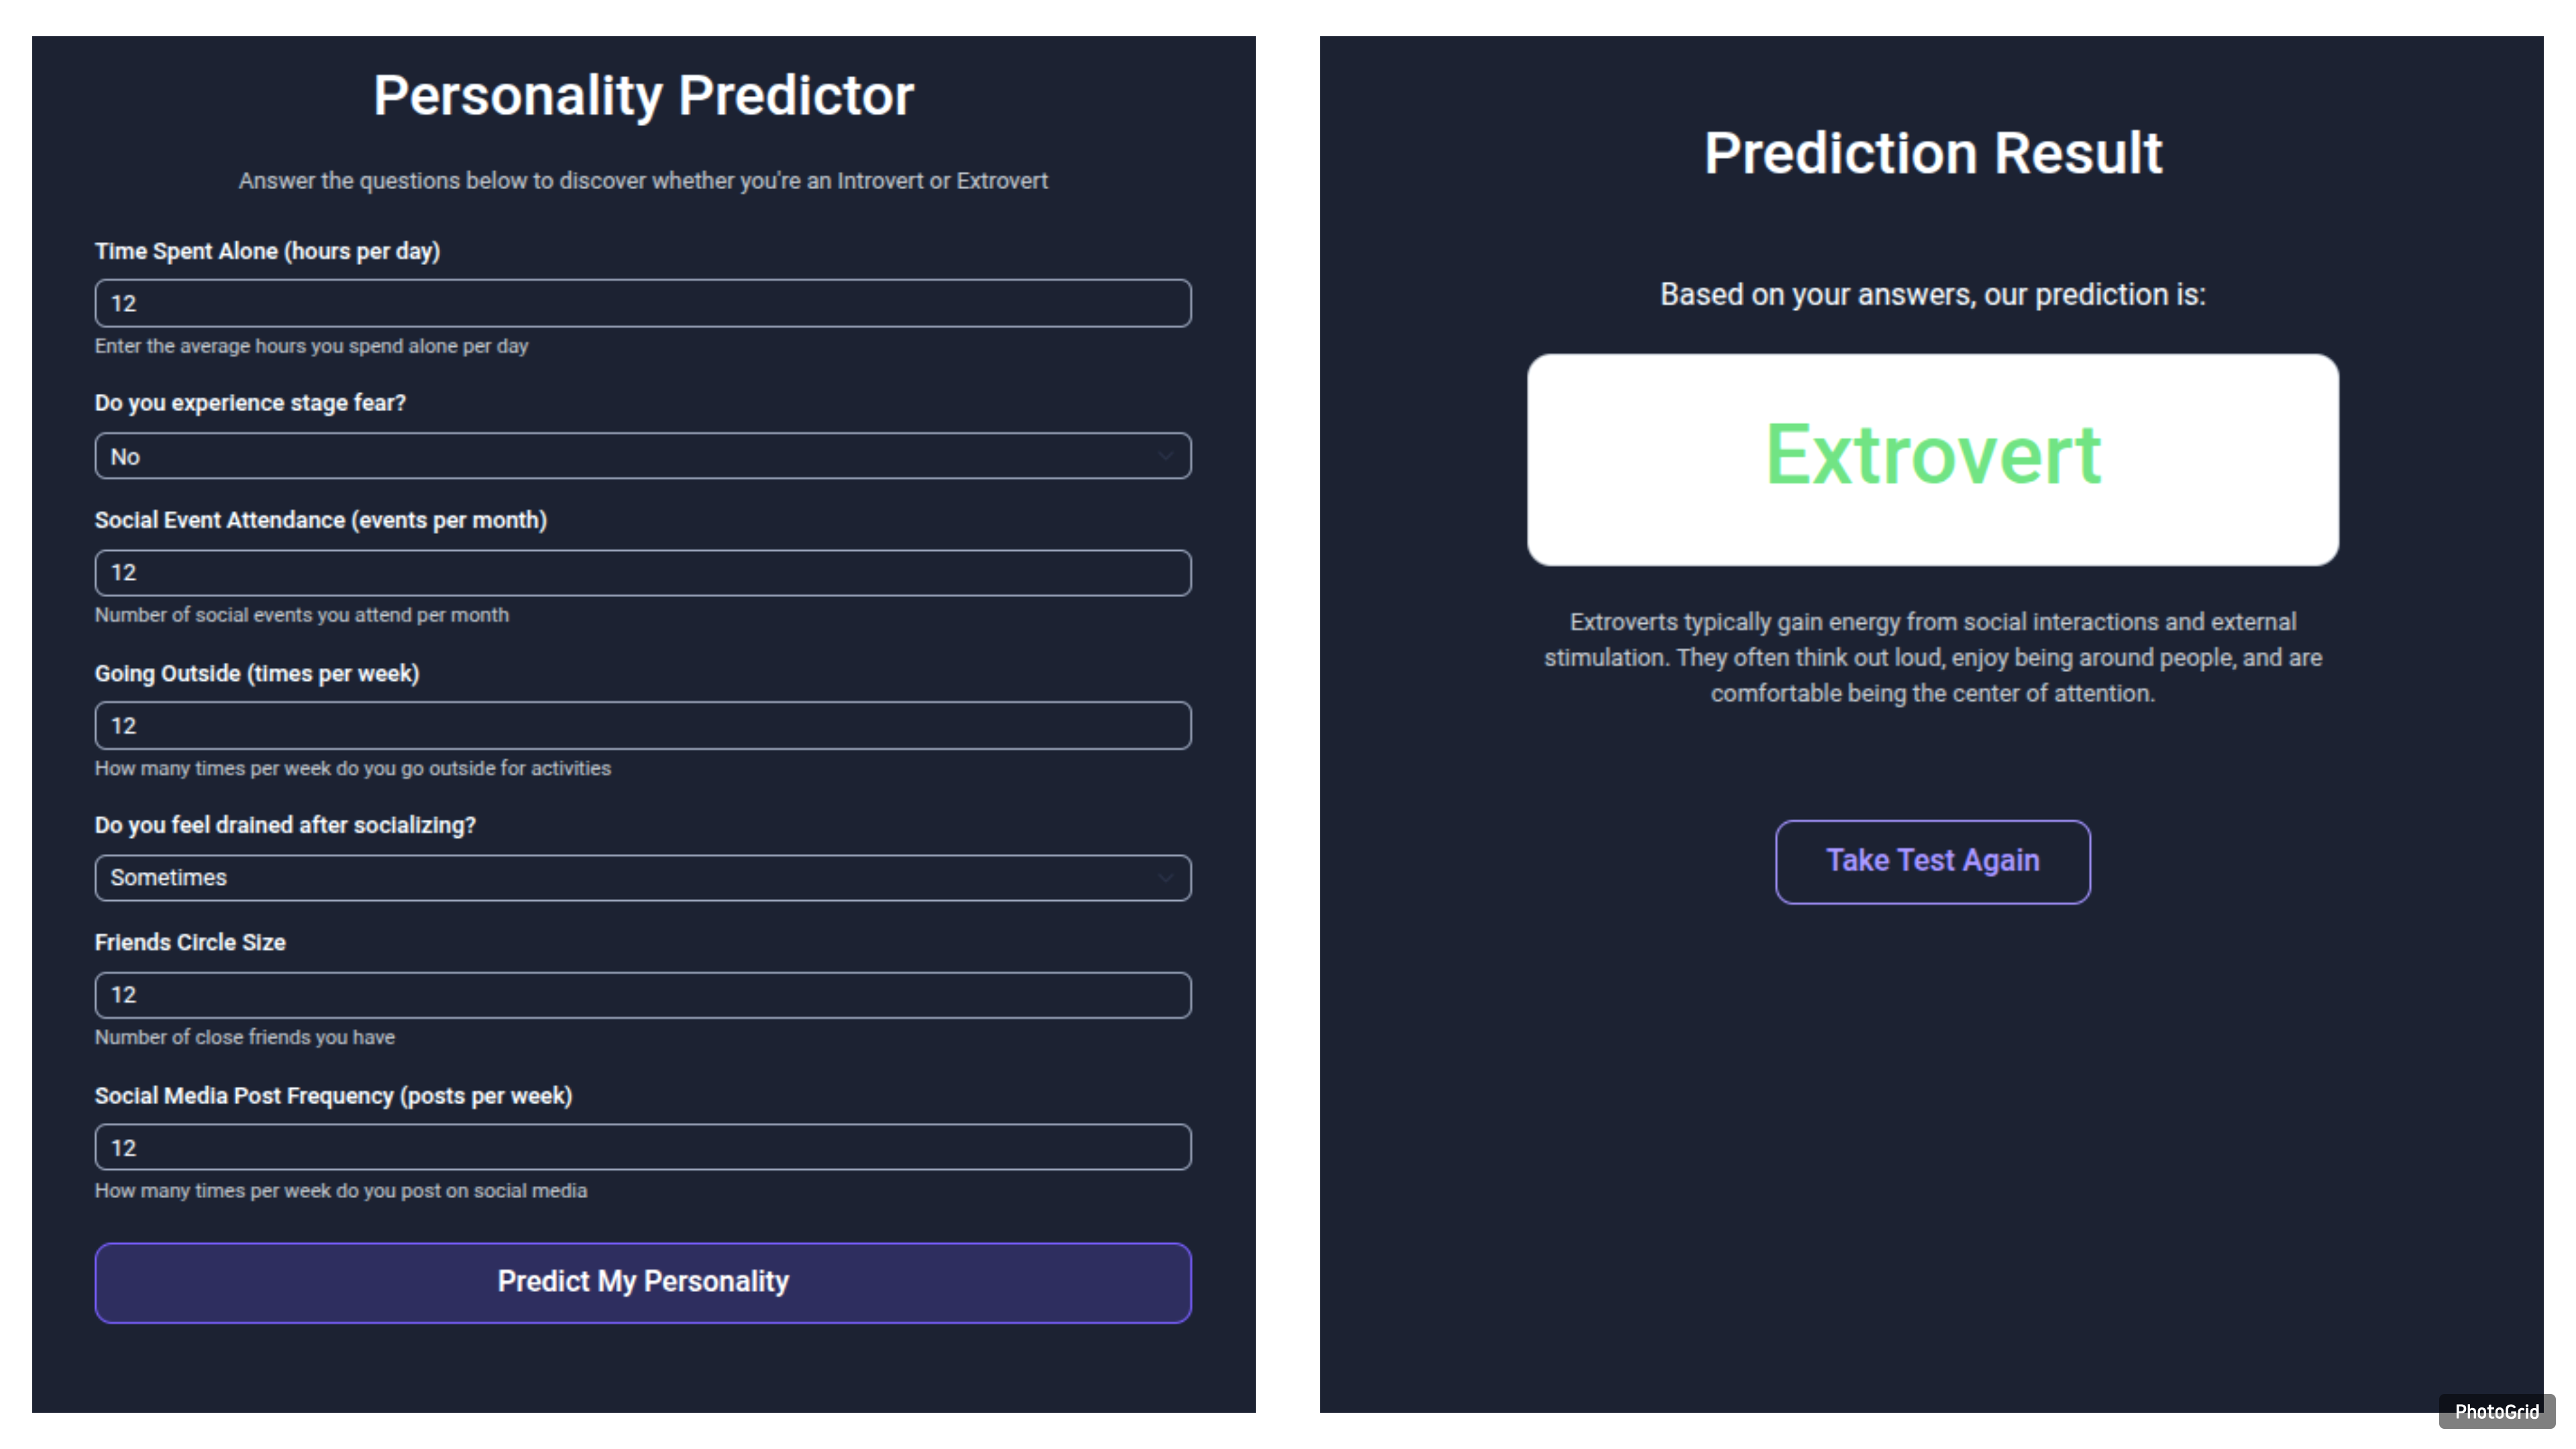 Personality Predictor
Answer the questions below to discover whether you're an Introvert or Extrovert
Time Spent Alone (hours per day)
12
Enter the average hours you spend alone per day
Do you experience stage fear?
No
Social Event Attendance (events per month)
12
Number of social events you attend per month
Going Outside (times per week)
12
How many times per week do you go outside for activities
Do you feel drained after socializing?
Sometimes
Friends Circle Size
12
Number of close friends you have
Social Media Post Frequency (posts per week)
12
How many times per week do you post on social media
Predict My Personality
Prediction Result
Based on your answers, our prediction is:
Extrovert
Extroverts typically gain energy from social interactions and external
stimulation. They often think out loud, enjoy being around people, and are
comfortable being the center of attention.
Take Test Again
PhotoGrid